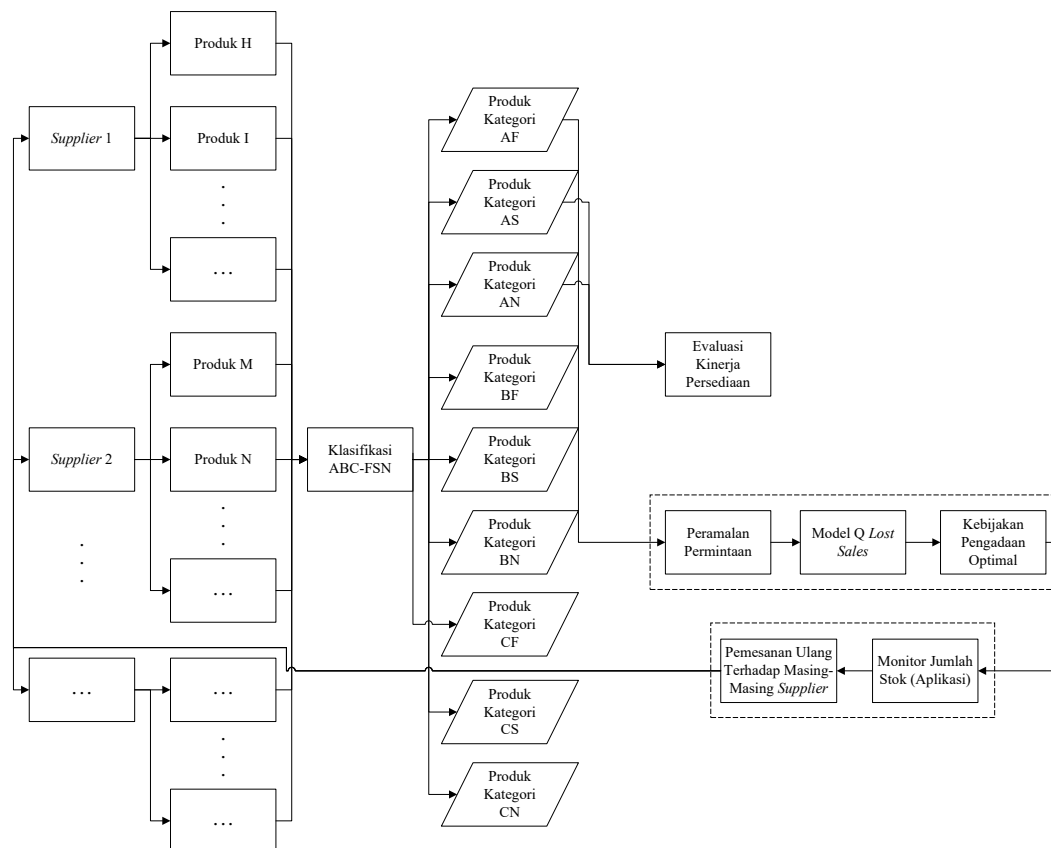 Supplier 1
Produk H
Produk I
. . .
...
Supplier 2
Produk M
Produk N
. . .
...
. . .
...
...
. . .
...
Klasifikasi
ABC-FSN
Produk
Kategori
AF
Produk
Kategori
AS
Produk
Kategori
AN
Produk
Kategori
BF
Produk
Kategori
BS
Produk
Kategori
BN
Produk
Kategori
CF
Produk
Kategori
CS
Produk
Kategori
CN
Evaluasi
Kinerja
Persediaan
Peramalan
Permintaan
Model Q Lost
Sales
Kebijakan
Pengadaan
Optimal
Pemesanan Ulang
Terhadap Masing-
Masing Supplier
Monitor Jumlah
Stok (Aplikasi)